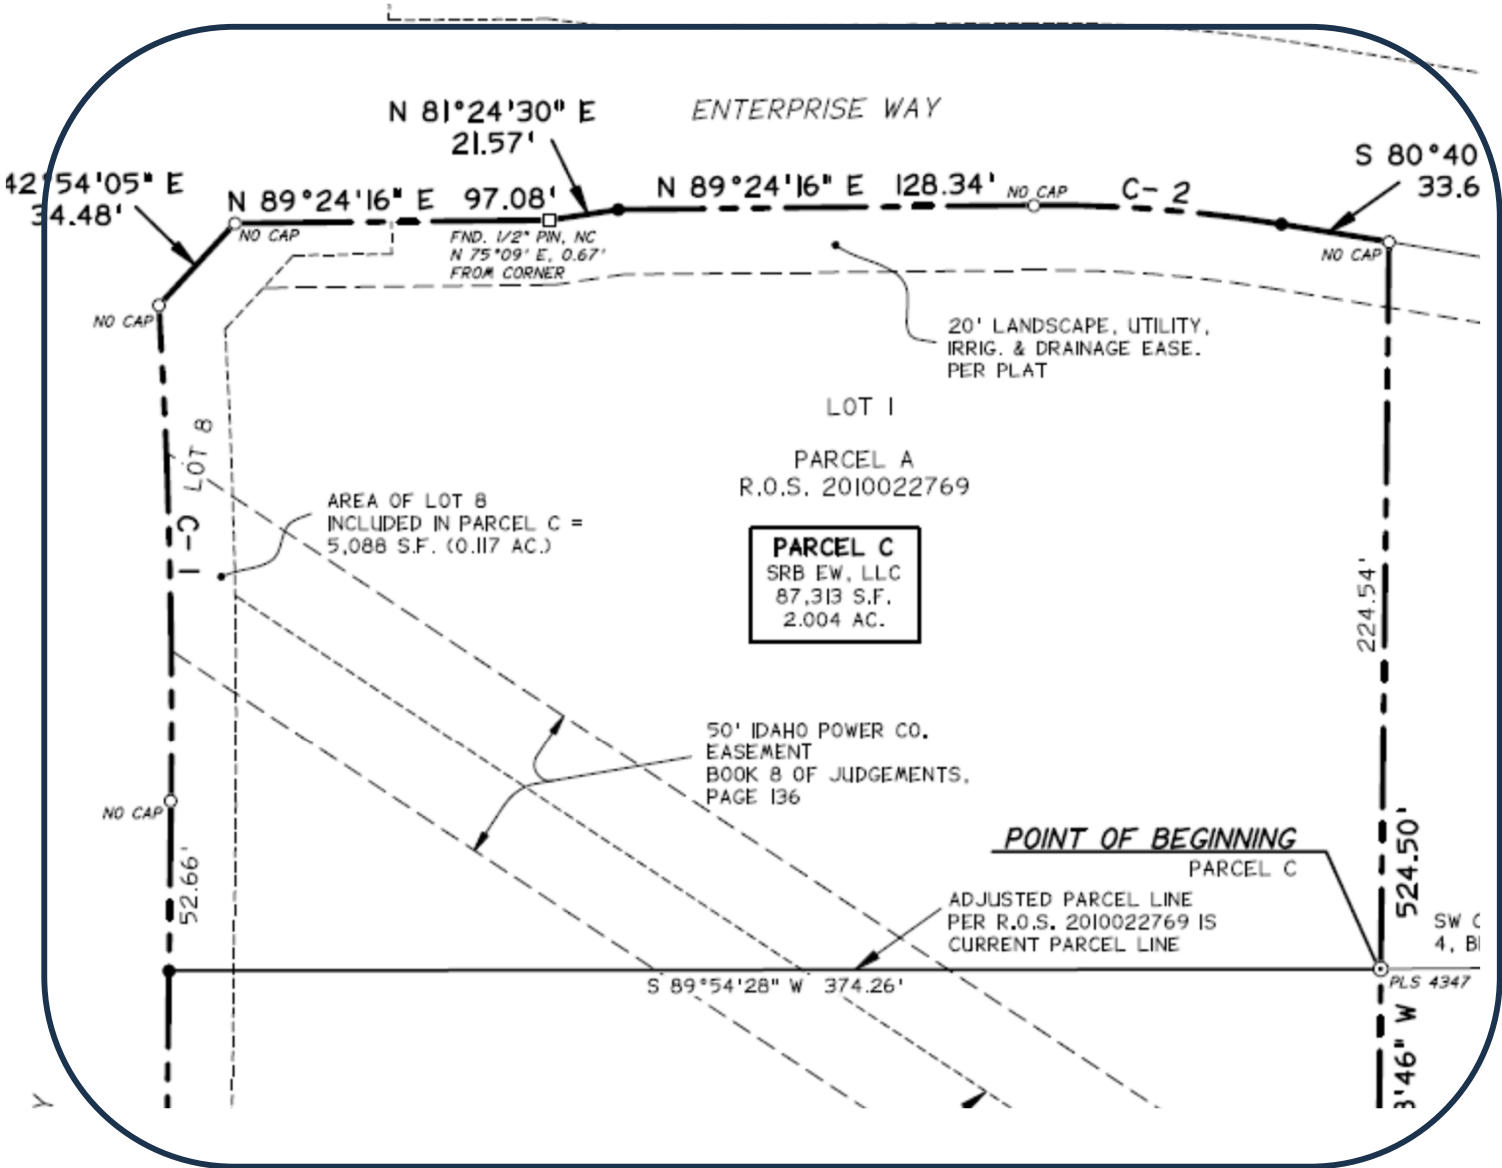 ENTERPRISE WAY
N 81°24'30" E
21.57'
S 80°40
33.6
42°54'05" E
34.48'
N 89°24'16" E 97.08'
N 89°24'16" E 128.34'
NO CAP
C-2
NO CAP
FND. 1/2" PIN, NC
N 75°09' E, 0.67'
FROM CORNER
NO CAP
NO CAP
20' LANDSCAPE, UTILITY,
IRRIG. & DRAINAGE EASE.
PER PLAT
LOT 1
PARCEL A
R.O.S. 2010022769
LOT 8
C-1
AREA OF LOT 8
INCLUDED IN PARCEL C =
5,088 S.F. (0.117 AC.)
PARCEL C
SRB EW, LLC
87,313 S.F.
2.004 AC.
224.54'
50' IDAHO POWER CO.
EASEMENT
BOOK 8 OF JUDGEMENTS,
PAGE 136
NO CAP
52.66'
POINT OF BEGINNING
PARCEL C
524.50'
ADJUSTED PARCEL LINE
PER R.O.S. 2010022769 IS
CURRENT PARCEL LINE
SW
4,
S 89°54'28" W 374.26'
PLS 4347
'46" W
Y